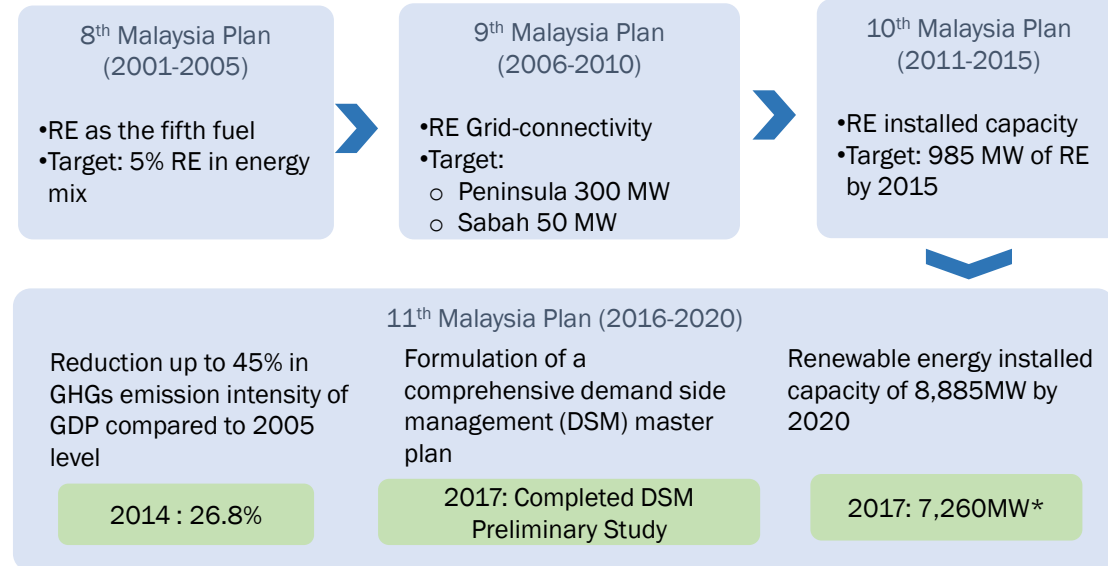 8th Malaysia Plan
(2001-2005)
•RE as the fifth fuel
•Target: 5% RE in energy
mix
9th Malaysia Plan
(2006-2010)
•RE Grid-connectivity
•Target:
o Peninsula 300 MW
o Sabah 50 MW
10th Malaysia Plan
(2011-2015)
•RE installed capacity
•Target: 985 MW of RE
by 2015
11th Malaysia Plan (2016-2020)
Reduction up to 45% in
GHGs emission intensity of
GDP compared to 2005
level
2014 : 26.8%
Formulation of a
comprehensive demand side
management (DSM) master
plan
2017: Completed DSM
Preliminary Study
Renewable energy installed
capacity of 8,885MW by
2020
2017: 7,260MW*